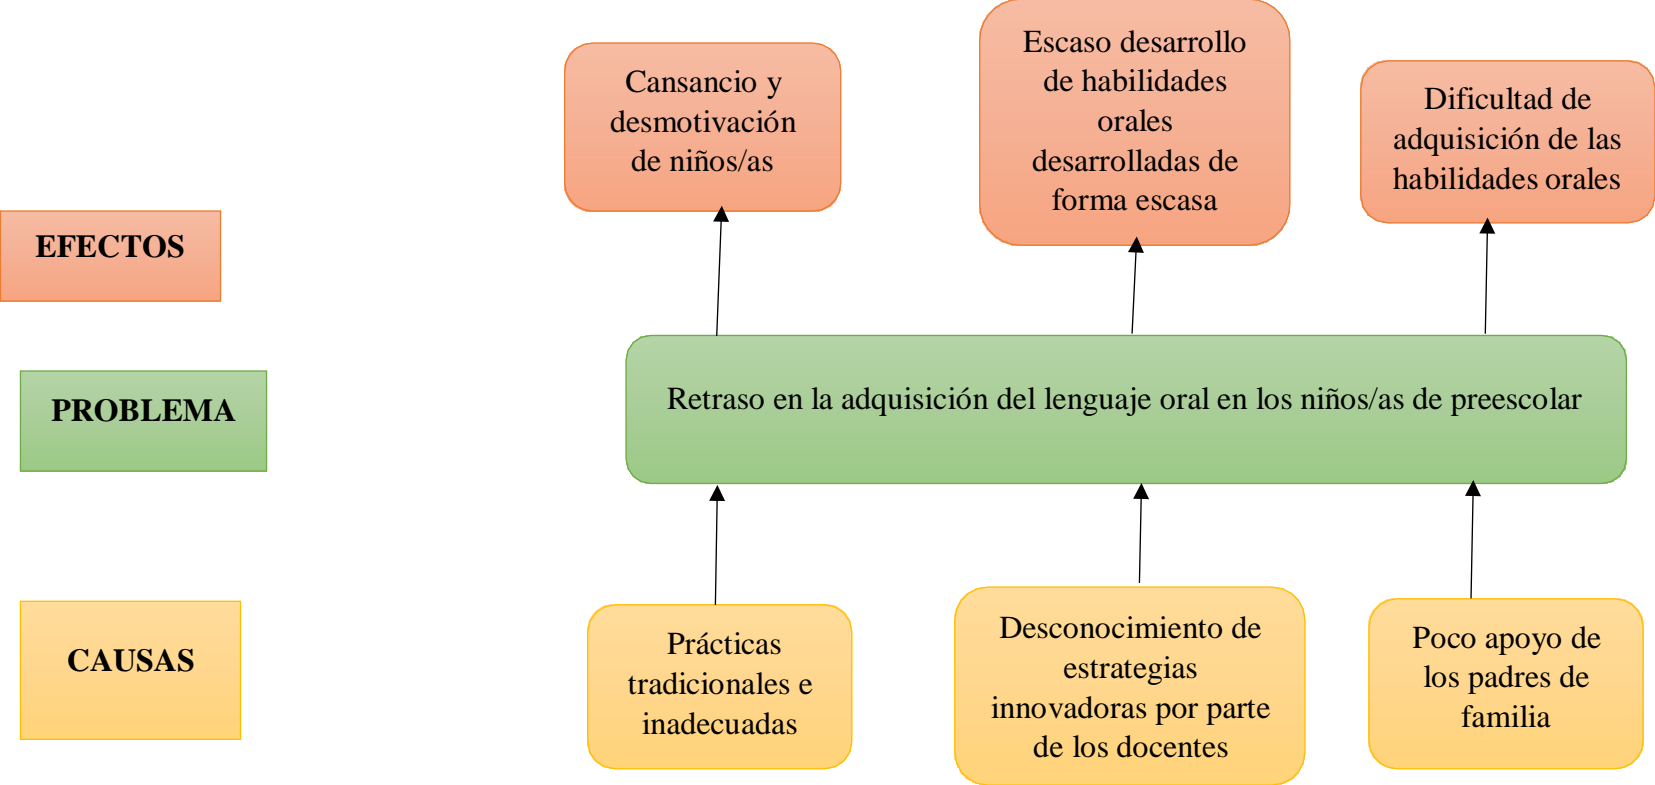 EFECTOS
Cansancio y
desmotivación
de niños/as
Escaso desarrollo
de habilidades
orales
desarrolladas de
forma escasa
Dificultad de
adquisición de las
habilidades orales
PROBLEMA
Retraso en la adquisición del lenguaje oral en los niños/as de preescolar
CAUSAS
Prácticas
tradicionales e
inadecuadas
Desconocimiento de
estrategias
innovadoras por parte
de los docentes
Poco apoyo de
los padres de
familia